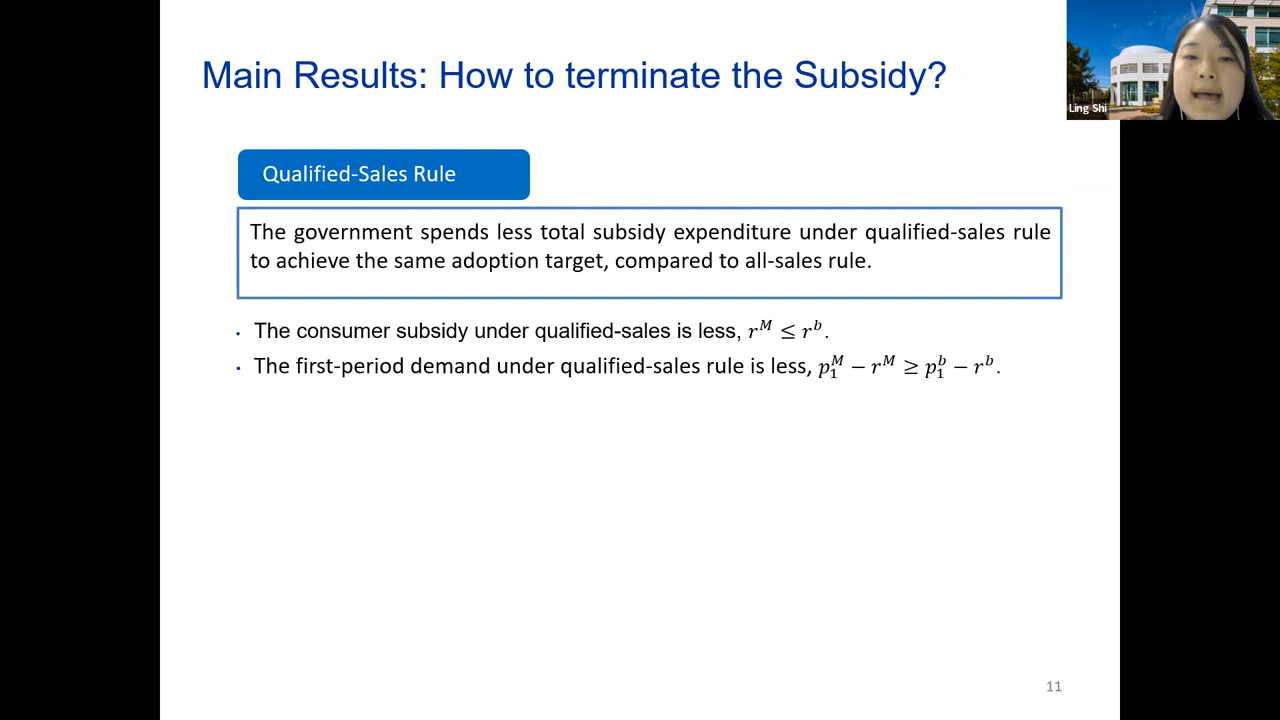 Main Results: How to terminate the Subsidy?
Ling Shi
Qualified-Sales Rule
The government spends less total subsidy expenditure under qualified-sales rule
to achieve the same adoption target, compared to all-sales rule.
• The consumer subsidy under qualified-sales is less, r^M ≤ r^b.
• The first-period demand under qualified-sales rule is less, p_1^M − r^M ≥ p_1^b − r^b.
11